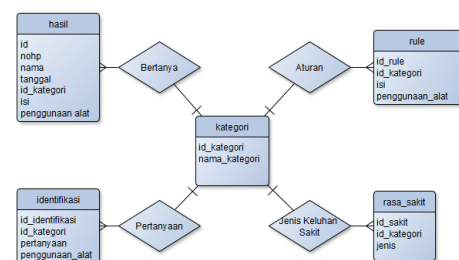 hasil
id
nohp
nama
tanggal
id_kategori
isi
penggunaan alat
Bertanya
Aturan
rule
id_rule
id_kategori
isi
penggunaan_alat
kategori
id_kategori
nama_kategori
identifikasi
id_identifikasi
id_kategori
pertanyaan
penggunaan_alat
Pertanyaan
Jenis Keluhan
Sakit
rasa_sakit
id_sakit
id_kategori
jenis